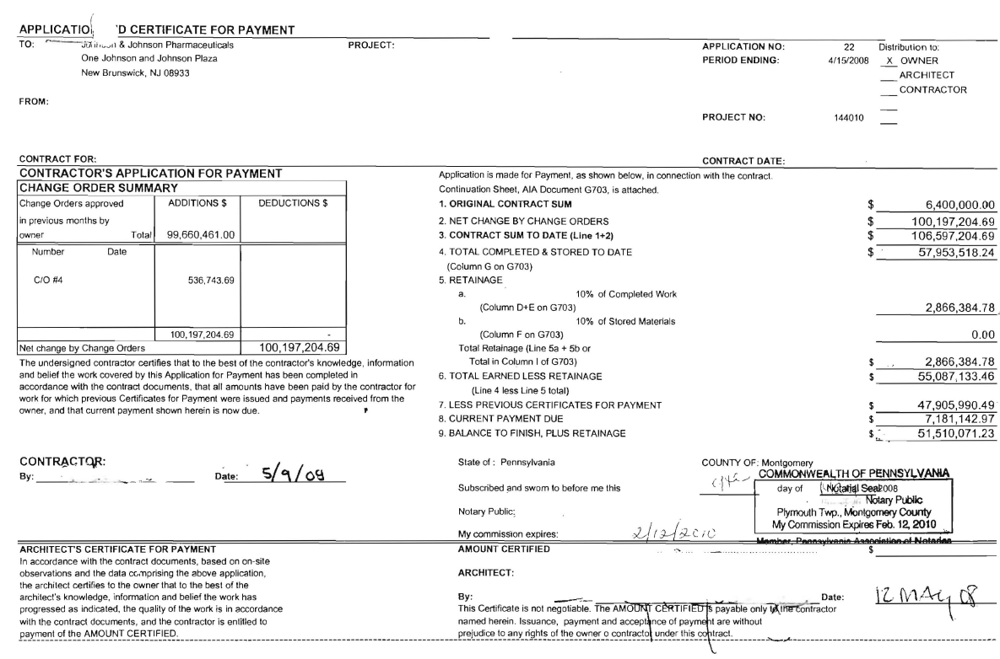 APPLICATIO 'D CERTIFICATE FOR PAYMENT
TO: Johnson & Johnson Pharmaceuticals
One Johnson and Johnson Plaza
New Brunswick, NJ 08933
PROJECT:
APPLICATION NO: 22
PERIOD ENDING: 4/15/2008
Distribution to:
X OWNER
ARCHITECT
CONTRACTOR
FROM:
PROJECT NO: 144010
CONTRACT FOR:
CONTRACT DATE:
CONTRACTOR'S APPLICATION FOR PAYMENT
CHANGE ORDER SUMMARY
Change Orders approved ADDITIONS $ DEDUCTIONS $
in previous months by
owner Total 99,660,461.00
Number Date
C/O #4 536,743.69
100,197,204.69 -
Net change by Change Orders 100,197,204.69
The undersigned contractor certifies that to the best of the contractor's knowledge, information
and belief the work covered by this Application for Payment has been completed in
accordance with the contract documents, that all amounts have been paid by the contractor for
work for which previous Certificates for Payment were issued and payments received from the
owner, and that current payment shown herein is now due.
Application is made for Payment, as shown below, in connection with the contract.
Continuation Sheet, AIA Document G703, is attached.
1. ORIGINAL CONTRACT SUM $ 6,400,000.00
2. NET CHANGE BY CHANGE ORDERS $ 100,197,204.69
3. CONTRACT SUM TO DATE (Line 1+2) $ 106,597,204.69
4. TOTAL COMPLETED & STORED TO DATE $ 57,953,518.24
(Column G on G703)
5. RETAINAGE
a. 10% of Completed Work
(Column D+E on G703) 2,866,384.78
b. 10% of Stored Materials
(Column F on G703) 0.00
Total Retainage (Line 5a + 5b or
Total in Column I of G703) $ 2,866,384.78
6. TOTAL EARNED LESS RETAINAGE $ 55,087,133.46
(Line 4 less Line 5 total)
7. LESS PREVIOUS CERTIFICATES FOR PAYMENT $ 47,905,990.49
8. CURRENT PAYMENT DUE $ 7,181,142.97
9. BALANCE TO FINISH, PLUS RETAINAGE $ 51,510,071.23
CONTRACTOR:
By: Date: 5/9/08
State of : Pennsylvania COUNTY OF: Montgomery
COMMONWEALTH OF PENNSYLVANIA
Subscribed and sworn to before me this day of Notarial Seal 2008
Notary Public
Notary Public: Plymouth Twp., Montgomery County
My Commission Expires Feb. 12, 2010
My commission expires: 2/12/2010
Member, Pennsylvania Association of Notaries
ARCHITECT'S CERTIFICATE FOR PAYMENT
In accordance with the contract documents, based on on-site
observations and the data comprising the above application,
the architect certifies to the owner that to the best of the
architect's knowledge, information and belief the work has
progressed as indicated, the quality of the work is in accordance
with the contract documents, and the contractor is entitled to
payment of the AMOUNT CERTIFIED.
AMOUNT CERTIFIED $
ARCHITECT:
By: Date: 12 MAY 08
This Certificate is not negotiable. The AMOUNT CERTIFIED is payable only to the contractor
named herein. Issuance, payment and acceptance of payment are without
prejudice to any rights of the owner o contractor under this contract.